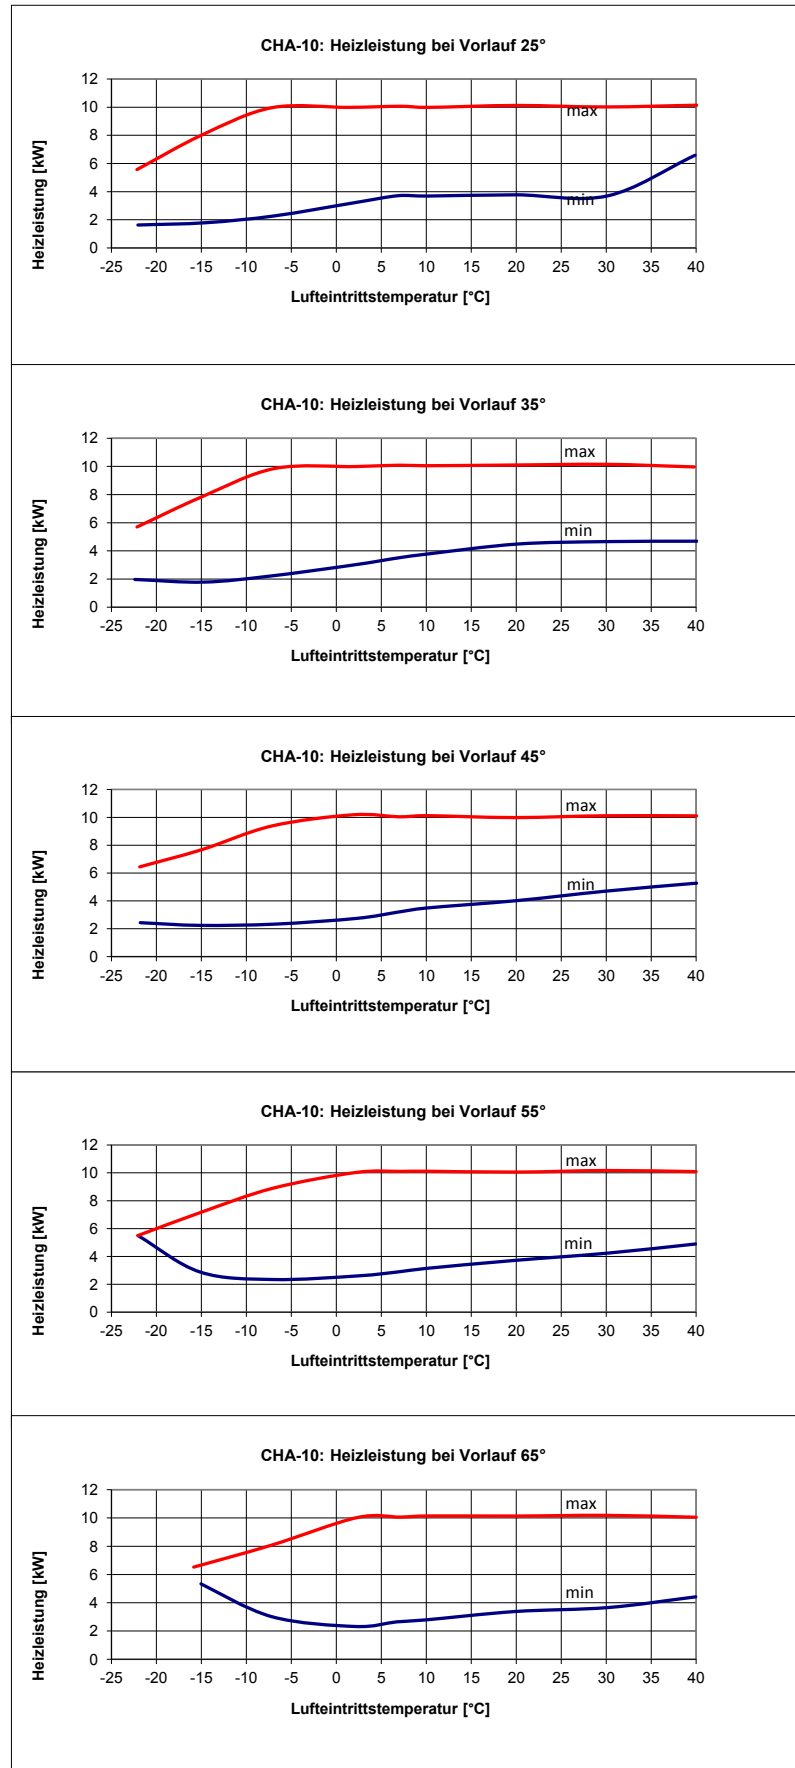 CHA-10: Heizleistung bei Vorlauf 25°
Heizleistung [kW]
12
10
8
6
4
2
0
max
min
-25 -20 -15 -10 -5 0 5 10 15 20 25 30 35 40
Lufteintrittstemperatur [°C]
CHA-10: Heizleistung bei Vorlauf 35°
Heizleistung [kW]
12
10
8
6
4
2
0
max
min
-25 -20 -15 -10 -5 0 5 10 15 20 25 30 35 40
Lufteintrittstemperatur [°C]
CHA-10: Heizleistung bei Vorlauf 45°
Heizleistung [kW]
12
10
8
6
4
2
0
max
min
-25 -20 -15 -10 -5 0 5 10 15 20 25 30 35 40
Lufteintrittstemperatur [°C]
CHA-10: Heizleistung bei Vorlauf 55°
Heizleistung [kW]
12
10
8
6
4
2
0
max
min
-25 -20 -15 -10 -5 0 5 10 15 20 25 30 35 40
Lufteintrittstemperatur [°C]
CHA-10: Heizleistung bei Vorlauf 65°
Heizleistung [kW]
12
10
8
6
4
2
0
max
min
-25 -20 -15 -10 -5 0 5 10 15 20 25 30 35 40
Lufteintrittstemperatur [°C]